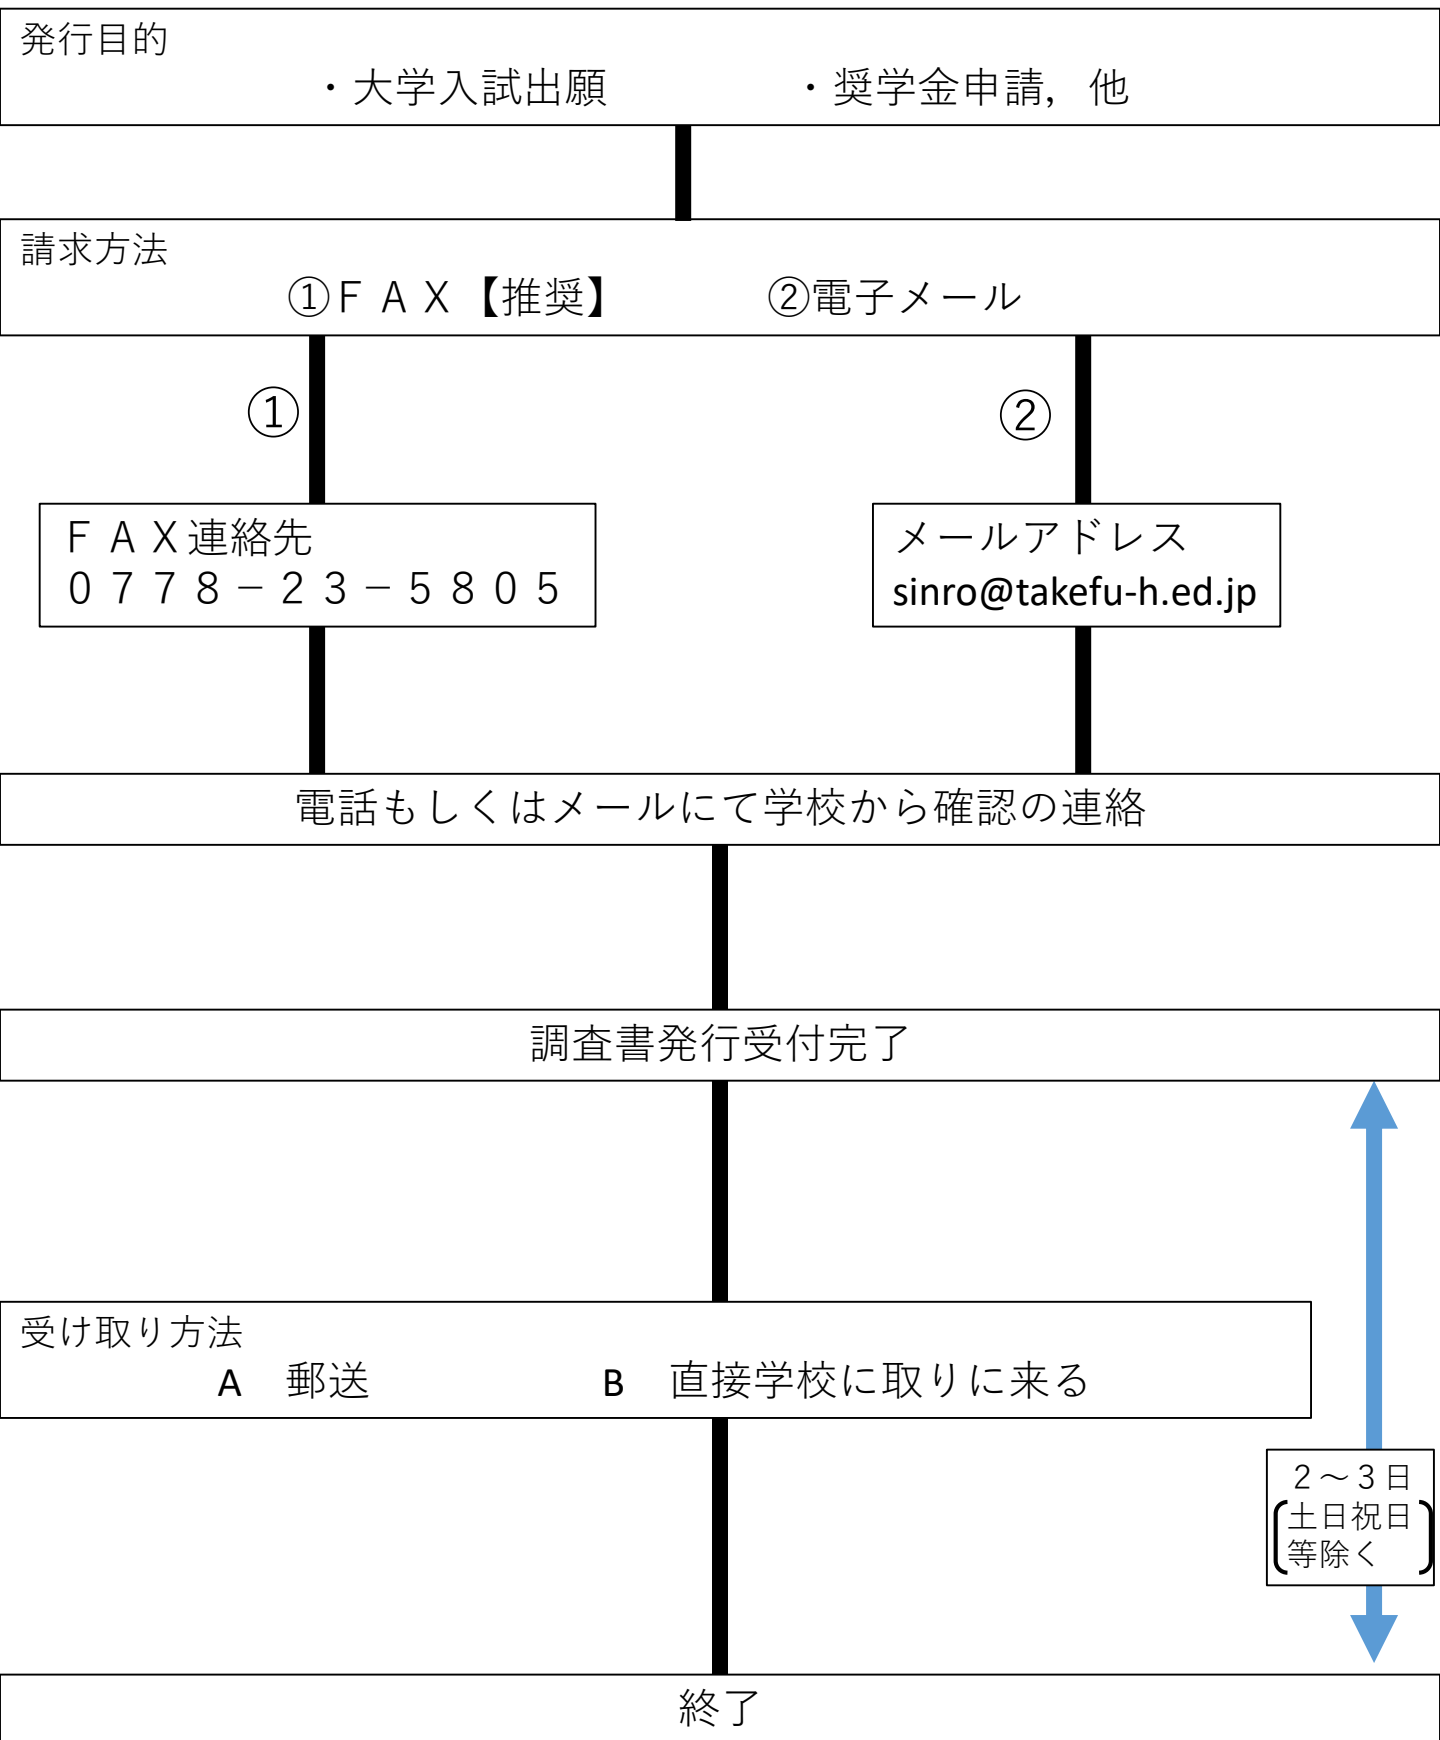 発行目的
・大学入試出願　　　　・奨学金申請，他
請求方法
①ＦＡＸ【推奨】　　　②電子メール
①
②
ＦＡＸ連絡先
０７７８－２３－５８０５
メールアドレス
sinro@takefu-h.ed.jp
電話もしくはメールにて学校から確認の連絡
調査書発行受付完了
受け取り方法
A　郵送　　　　　B　直接学校に取りに来る
２～３日
土日祝日
等除く
終了